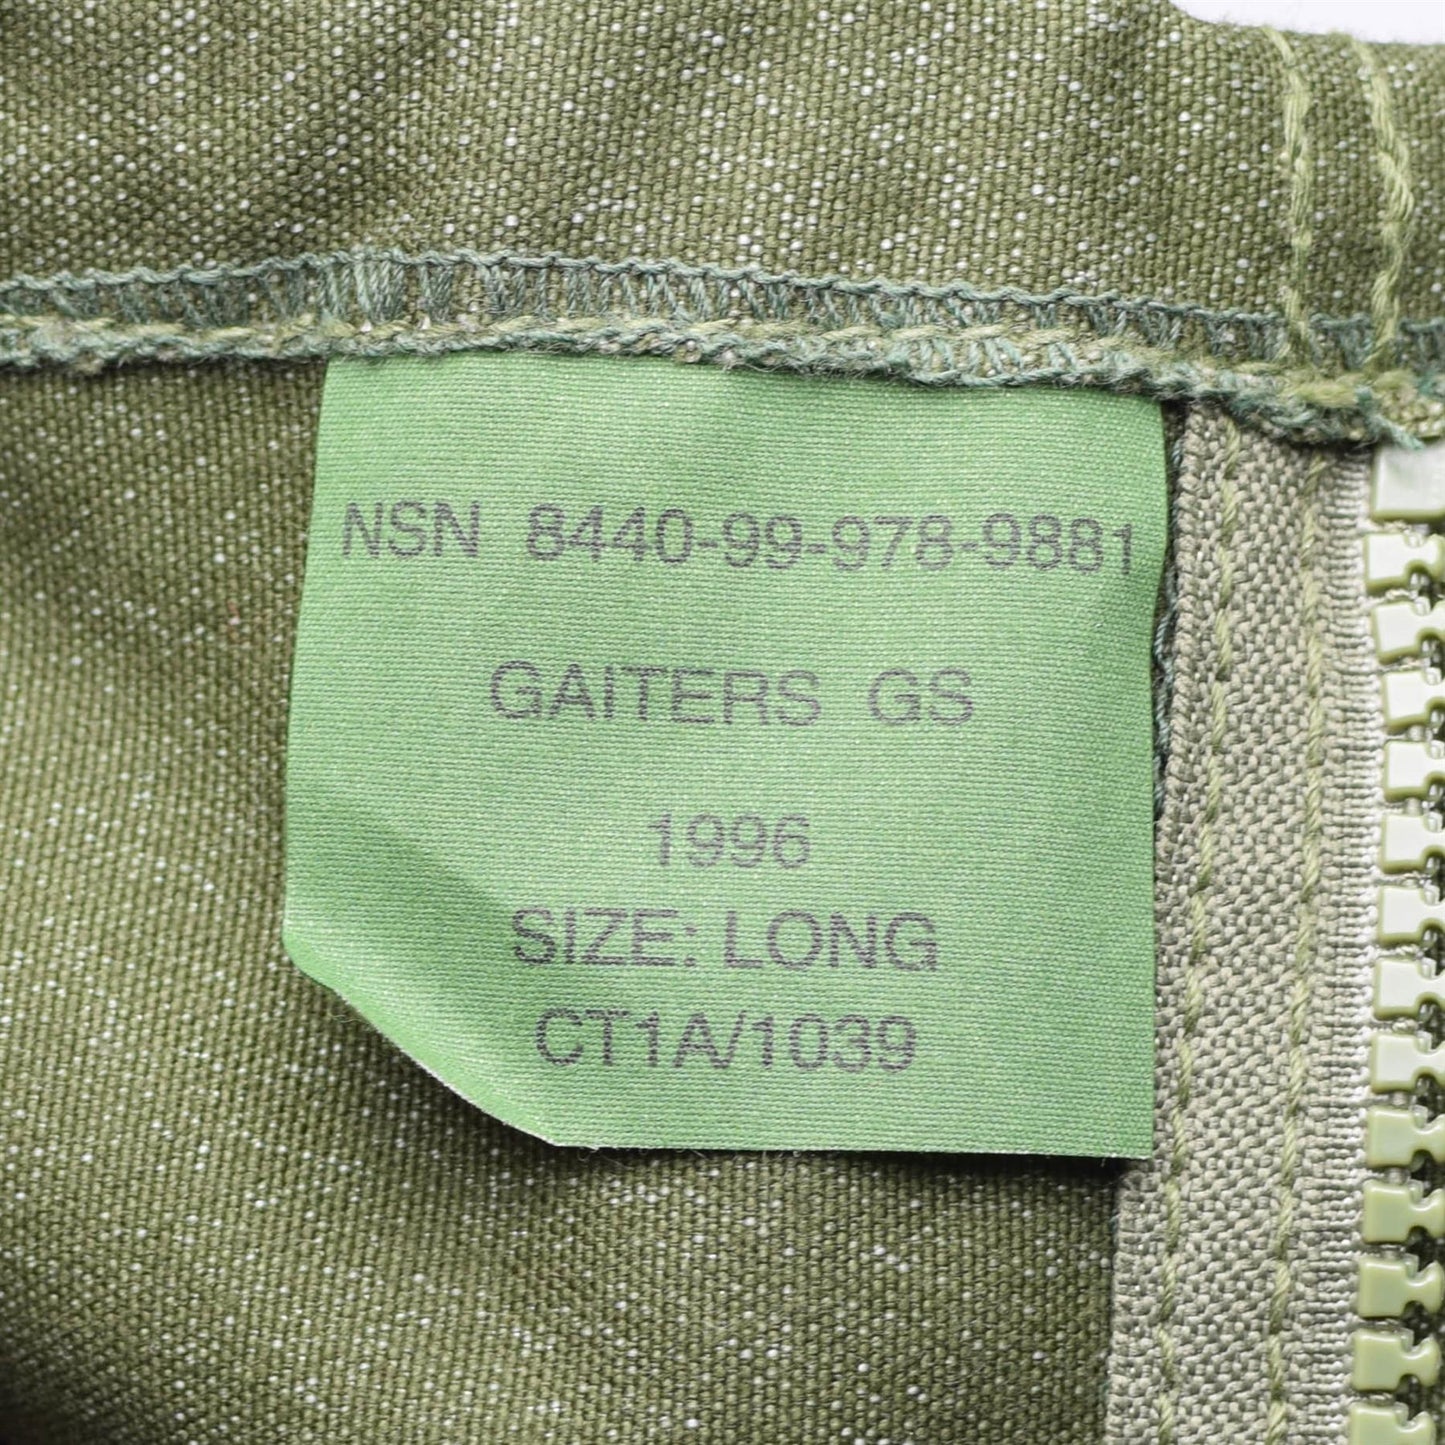 NSN 8440-99-978-9881
GAITERS GS
1996
SIZE: LONG
CT1A/1039